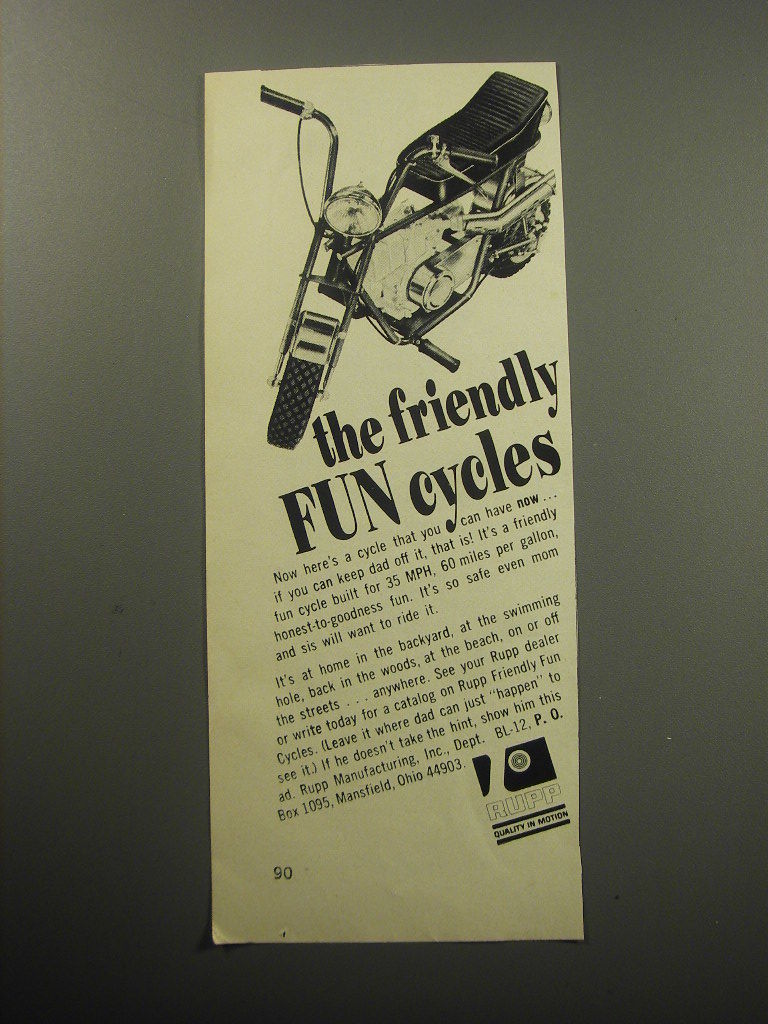 the friendly
FUN cycles
Now here's a cycle that you can have now ...
if you can keep dad off it, that is! It's a friendly
fun cycle built for 35 MPH, 60 miles per gallon,
honest-to-goodness fun. It's so safe even mom
and sis will want to ride it.
It's at home in the backyard, at the swimming
hole, back in the woods, at the beach, on or off
the streets . . . anywhere. See your Rupp dealer
or write today for a catalog on Rupp Friendly Fun
Cycles. (Leave it where dad can just "happen" to
see it.) If he doesn't take the hint, show him this
ad. Rupp Manufacturing, Inc., Dept. BL-12, P. O.
Box 1095, Mansfield, Ohio 44903.
RUPP
QUALITY IN MOTION
90